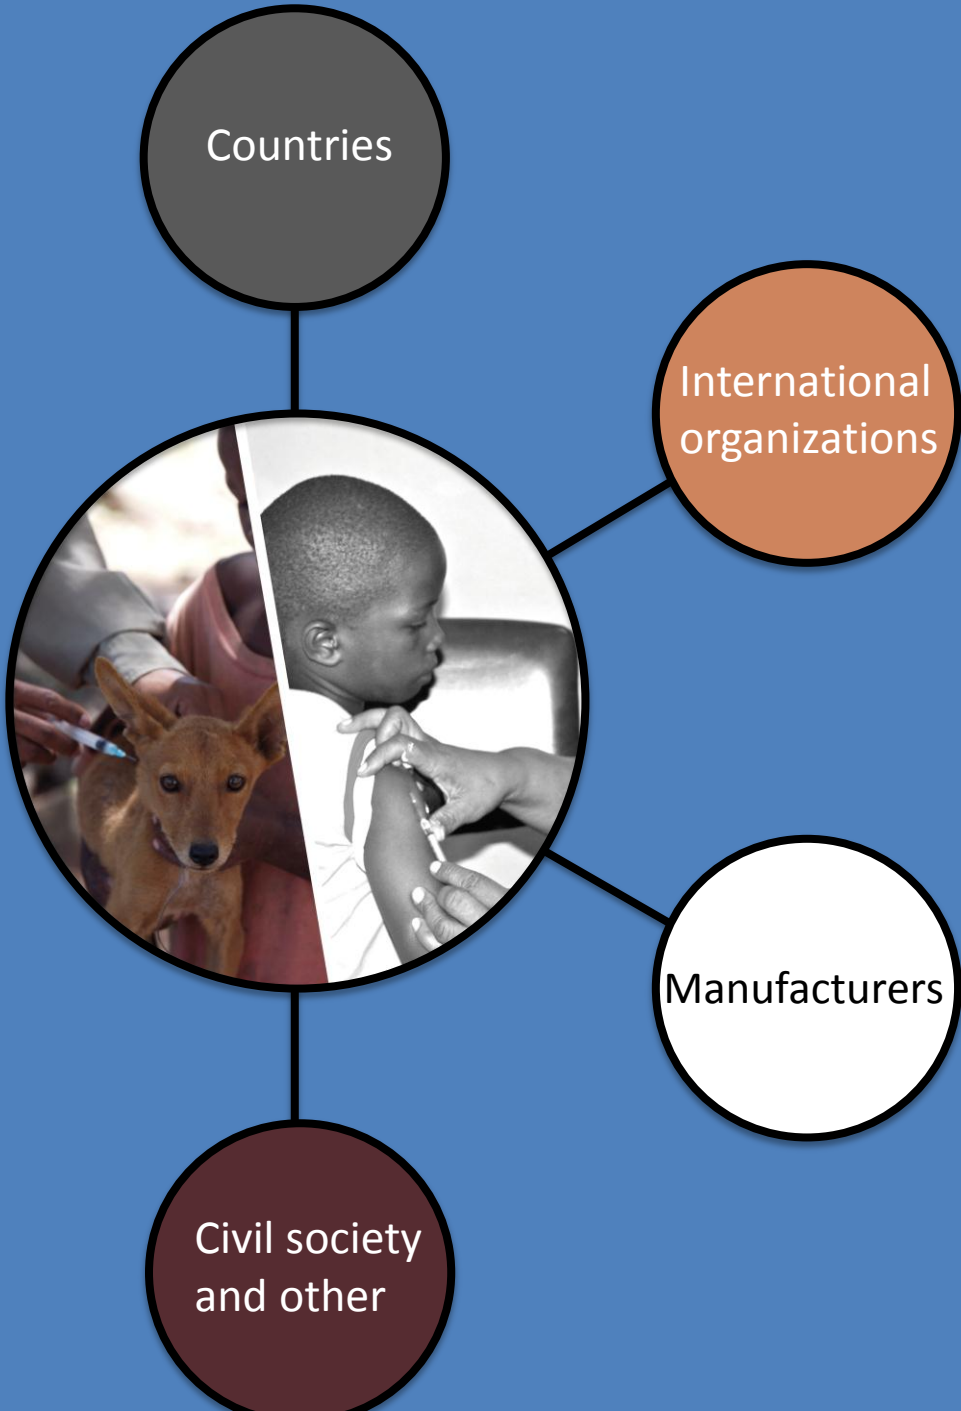 Countries
International
organizations
Manufacturers
Civil society
and other